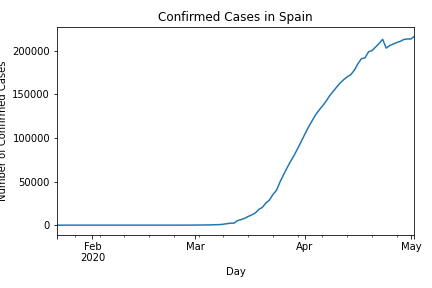 Confirmed Cases in Spain
Number of Confirmed Cases
200000
150000
100000
50000
0
Feb
2020
Mar
Apr
May
Day